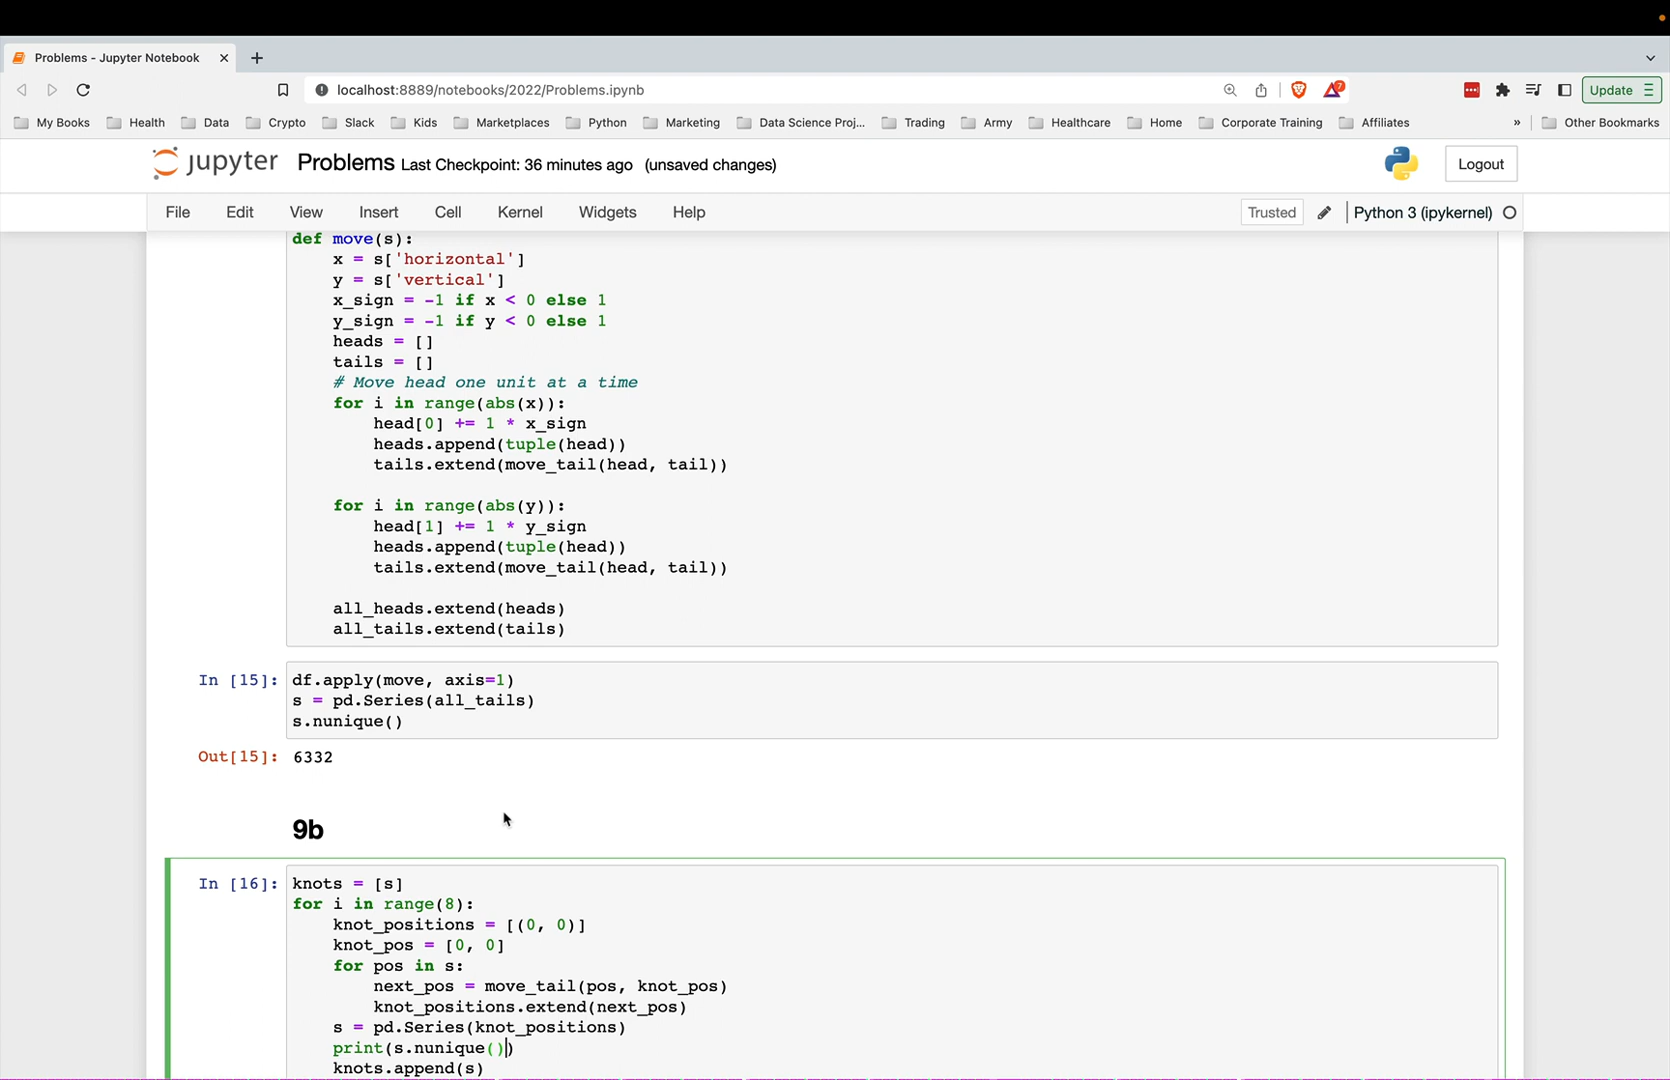 Problems - Jupyter Notebook
localhost:8889/notebooks/2022/Problems.ipynb
7
Update
My Books Health Data Crypto Slack Kids Marketplaces Python Marketing Data Science Proj... Trading Army Healthcare Home Corporate Training Affiliates » Other Bookmarks
jupyter Problems Last Checkpoint: 36 minutes ago (unsaved changes) Logout
File Edit View Insert Cell Kernel Widgets Help Trusted Python 3 (ipykernel)
def move(s):
x = s['horizontal']
y = s['vertical']
x_sign = -1 if x < 0 else 1
y_sign = -1 if y < 0 else 1
heads = []
tails = []
# Move head one unit at a time
for i in range(abs(x)):
head[0] += 1 * x_sign
heads.append(tuple(head))
tails.extend(move_tail(head, tail))
for i in range(abs(y)):
head[1] += 1 * y_sign
heads.append(tuple(head))
tails.extend(move_tail(head, tail))
all_heads.extend(heads)
all_tails.extend(tails)
In [15]: df.apply(move, axis=1)
s = pd.Series(all_tails)
s.nunique()
Out[15]: 6332
9b
In [16]: knots = [s]
for i in range(8):
knot_positions = [(0, 0)]
knot_pos = [0, 0]
for pos in s:
next_pos = move_tail(pos, knot_pos)
knot_positions.extend(next_pos)
s = pd.Series(knot_positions)
print(s.nunique())
knots.append(s)